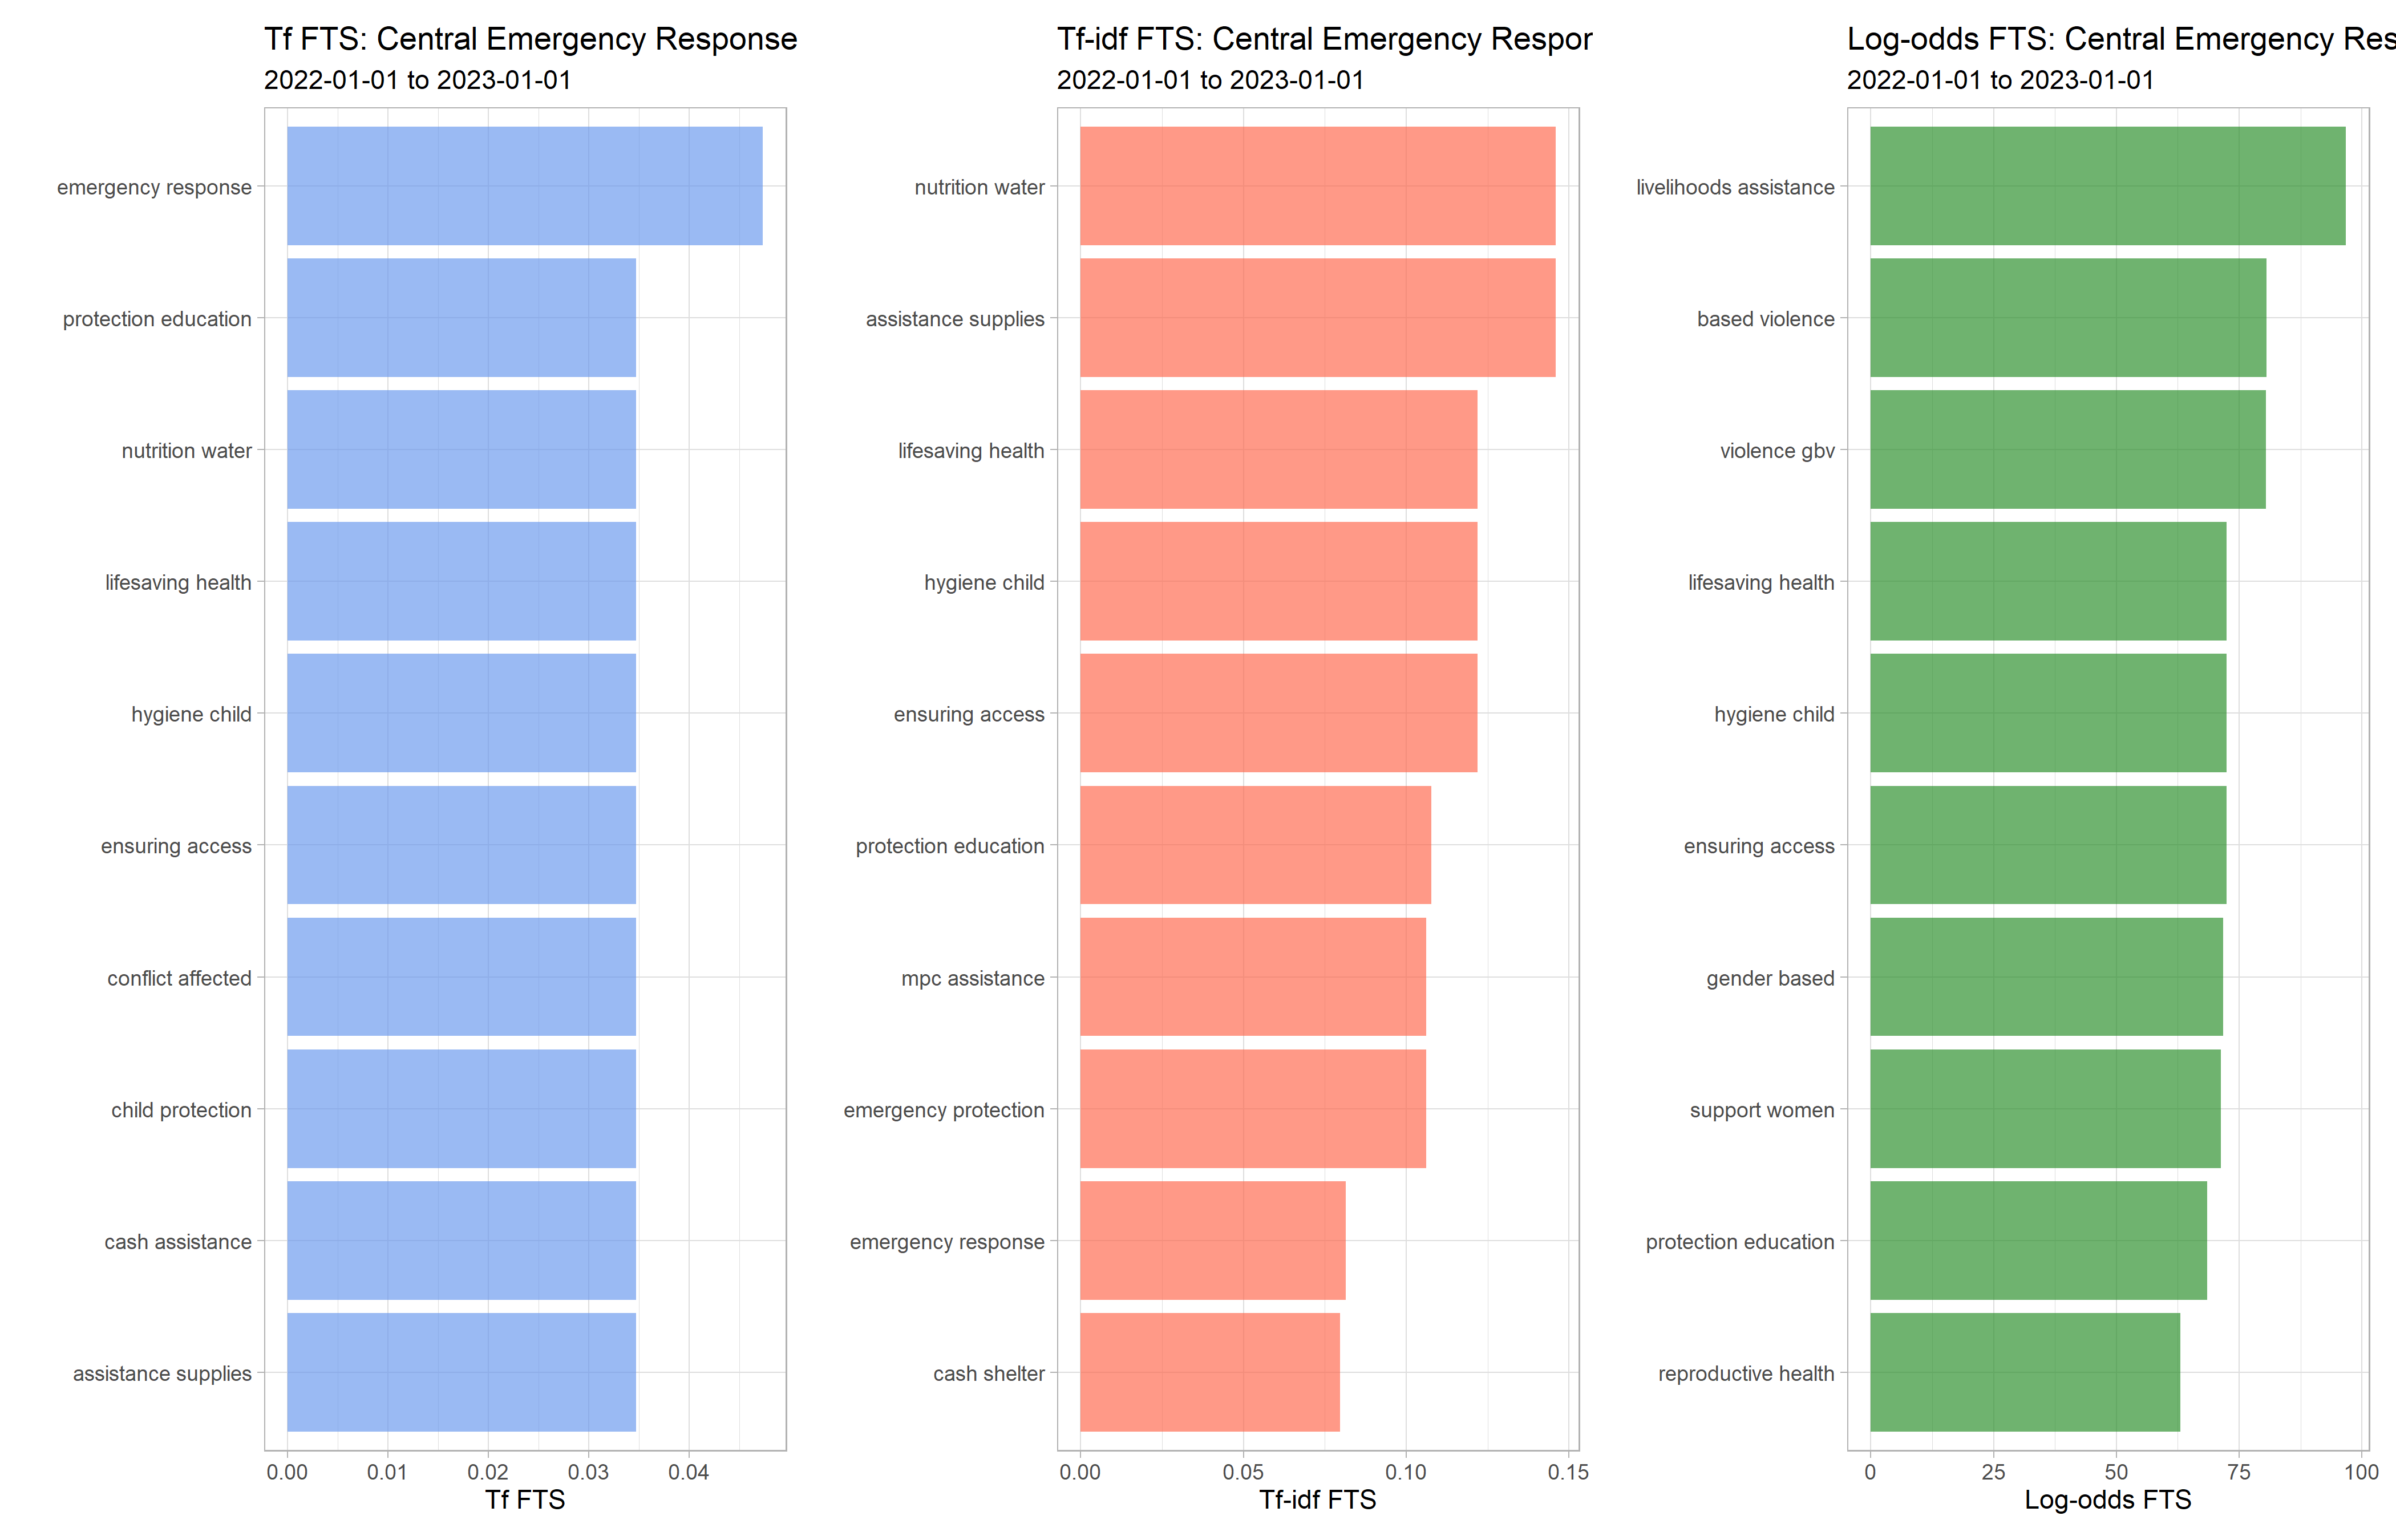 Tf FTS: Central Emergency Response
2022-01-01 to 2023-01-01
emergency response
protection education
nutrition water
lifesaving health
hygiene child
ensuring access
conflict affected
child protection
cash assistance
assistance supplies
0.00 0.01 0.02 0.03 0.04
Tf FTS
Tf-idf FTS: Central Emergency Respor
2022-01-01 to 2023-01-01
nutrition water
assistance supplies
lifesaving health
hygiene child
ensuring access
protection education
mpc assistance
emergency protection
emergency response
cash shelter
0.00 0.05 0.10 0.15
Tf-idf FTS
Log-odds FTS: Central Emergency Res
2022-01-01 to 2023-01-01
livelihoods assistance
based violence
violence gbv
lifesaving health
hygiene child
ensuring access
gender based
support women
protection education
reproductive health
0 25 50 75 100
Log-odds FTS